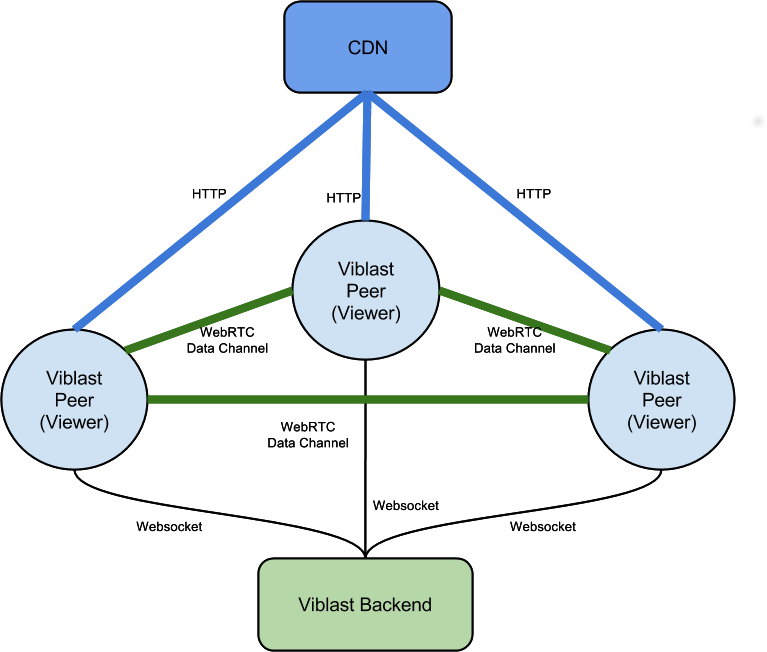 CDN
HTTP
HTTP
HTTP
Viblast
Peer
(Viewer)
WebRTC
Data Channel
WebRTC
Data Channel
Viblast
Peer
(Viewer)
Viblast
Peer
(Viewer)
WebRTC
Data Channel
Websocket
Websocket
Websocket
Viblast Backend